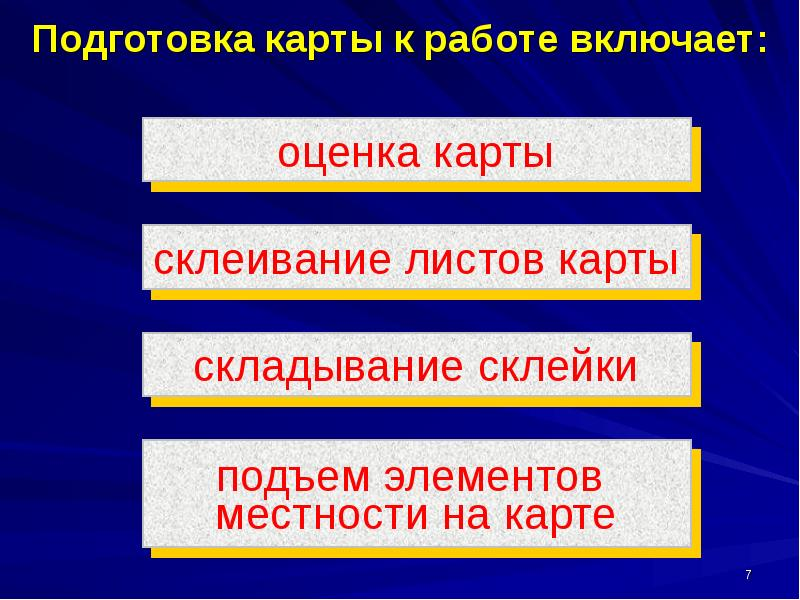 Подготовка карты к работе включает:
оценка карты
склеивание листов карты
складывание склейки
подъем элементов
местности на карте
7